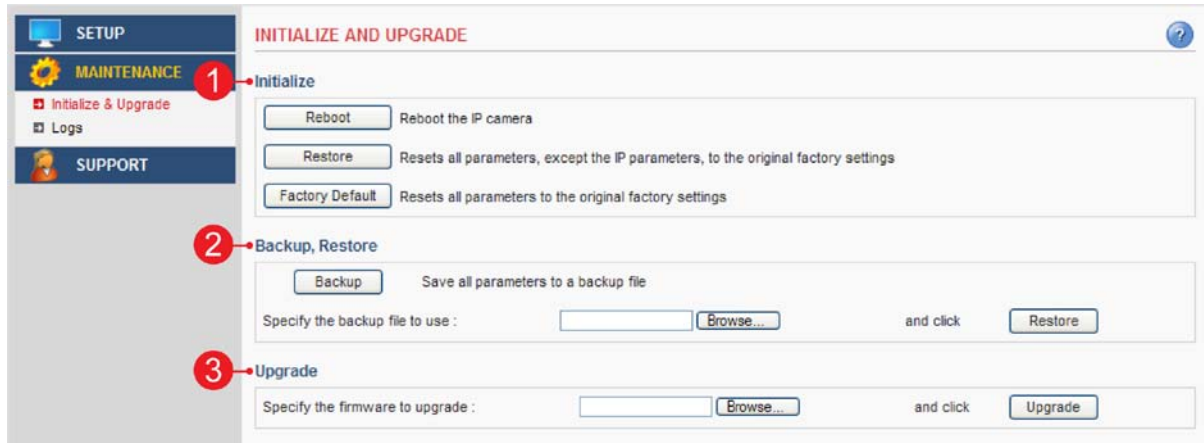 SETUP
MAINTENANCE
Initialize & Upgrade
Logs
SUPPORT
INITIALIZE AND UPGRADE
?
1
Initialize
Reboot Reboot the IP camera
Restore Resets all parameters, except the IP parameters, to the original factory settings
Factory Default Resets all parameters to the original factory settings
2
Backup, Restore
Backup Save all parameters to a backup file
Specify the backup file to use : Browse... and click Restore
3
Upgrade
Specify the firmware to upgrade : Browse... and click Upgrade